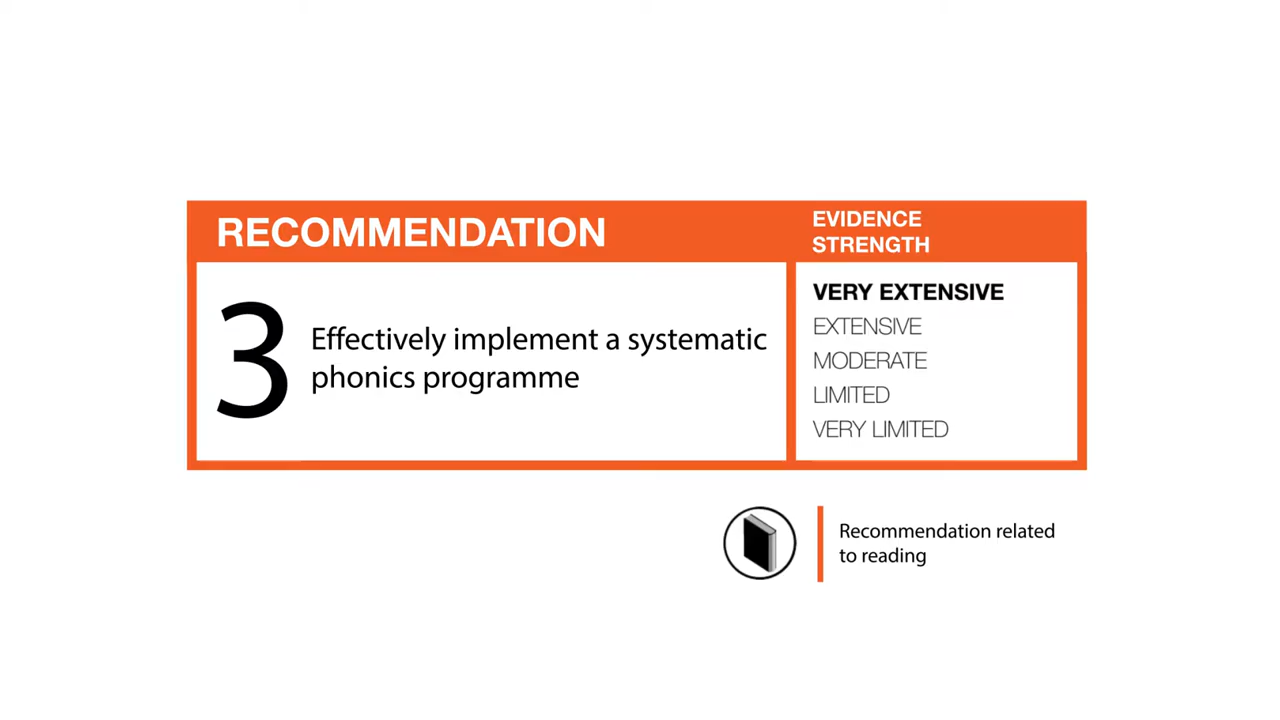 RECOMMENDATION
EVIDENCE
STRENGTH
3
Effectively implement a systematic
phonics programme
VERY EXTENSIVE
EXTENSIVE
MODERATE
LIMITED
VERY LIMITED
Recommendation related
to reading